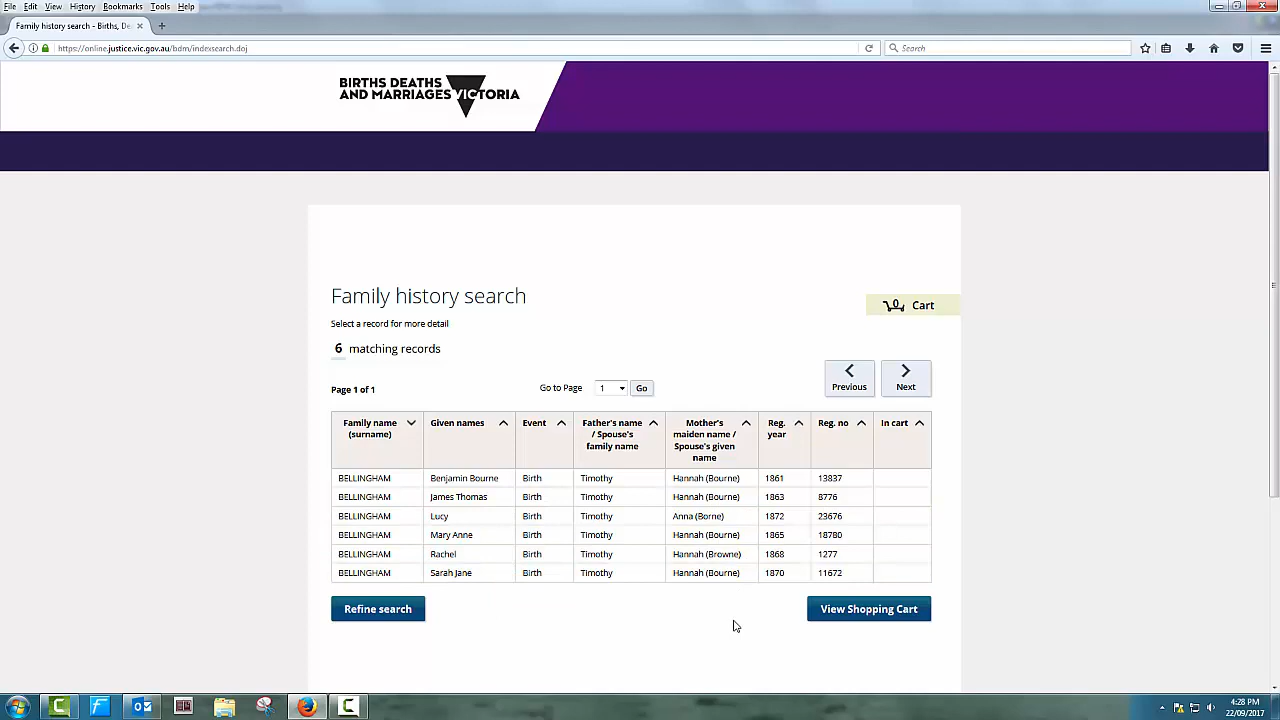 File Edit View History Bookmarks Tools Help
Family history search – Births, De
https://online.justice.vic.gov.au/bdm/indexsearch.doj
Search
BIRTHS DEATHS
AND MARRIAGES VICTORIA
Family history search
0 Cart
Select a record for more detail
6 matching records
Page 1 of 1
Go to Page 1 Go
Previous Next
Family name (surname) Given names Event Father's name / Spouse's family name Mother's maiden name / Spouse's given name Reg. year Reg. no In cart
BELLINGHAM Benjamin Bourne Birth Timothy Hannah (Bourne) 1861 13837
BELLINGHAM James Thomas Birth Timothy Hannah (Bourne) 1863 8776
BELLINGHAM Lucy Birth Timothy Anna (Borne) 1872 23676
BELLINGHAM Mary Anne Birth Timothy Hannah (Bourne) 1865 18780
BELLINGHAM Rachel Birth Timothy Hannah (Browne) 1868 1277
BELLINGHAM Sarah Jane Birth Timothy Hannah (Bourne) 1870 11672
Refine search View Shopping Cart
4:28 PM
22/09/2017